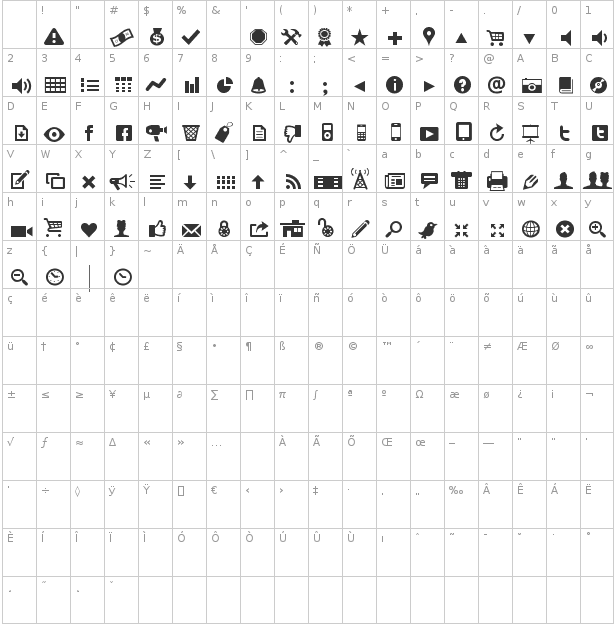 ! " # $ % & ' ( ) * + , - . / 0 1
2 3 4 5 6 7 8 9 : ; < = > ? @ A B C
: ;
D E F G H I J K L M N O P Q R S T U
V W X Y Z [ \ ] ^ _ ` a b c d e f g
h i j k l m n o p q r s t u v w x y
z { | } ~ Ä Å Ç É Ñ Ö Ü á à â ä ã å
ç é è ê ë í ì î ï ñ ó ò ô ö õ ú ù û
ü † ° ¢ £ § • ¶ ß ® © ™ ´ ¨ ≠ Æ Ø ∞
± ≤ ≥ ¥ µ ∂ ∑ ∏ π ∫ ª º Ω æ ø ¿ ¡ ¬
√ ƒ ≈ ∆ « » … À Ã Õ Œ œ – — “ ” ‘
’ ÷ ◊ ÿ Ÿ € ‹ › ‡ · ‚ „ ‰ Â Ê Á Ë
È Í Î Ï Ì Ó Ô Ò Ú Û Ù ı ˆ ˜ ¯ ˘ ˙ ˚
¸ ˝ ˛ ˇ